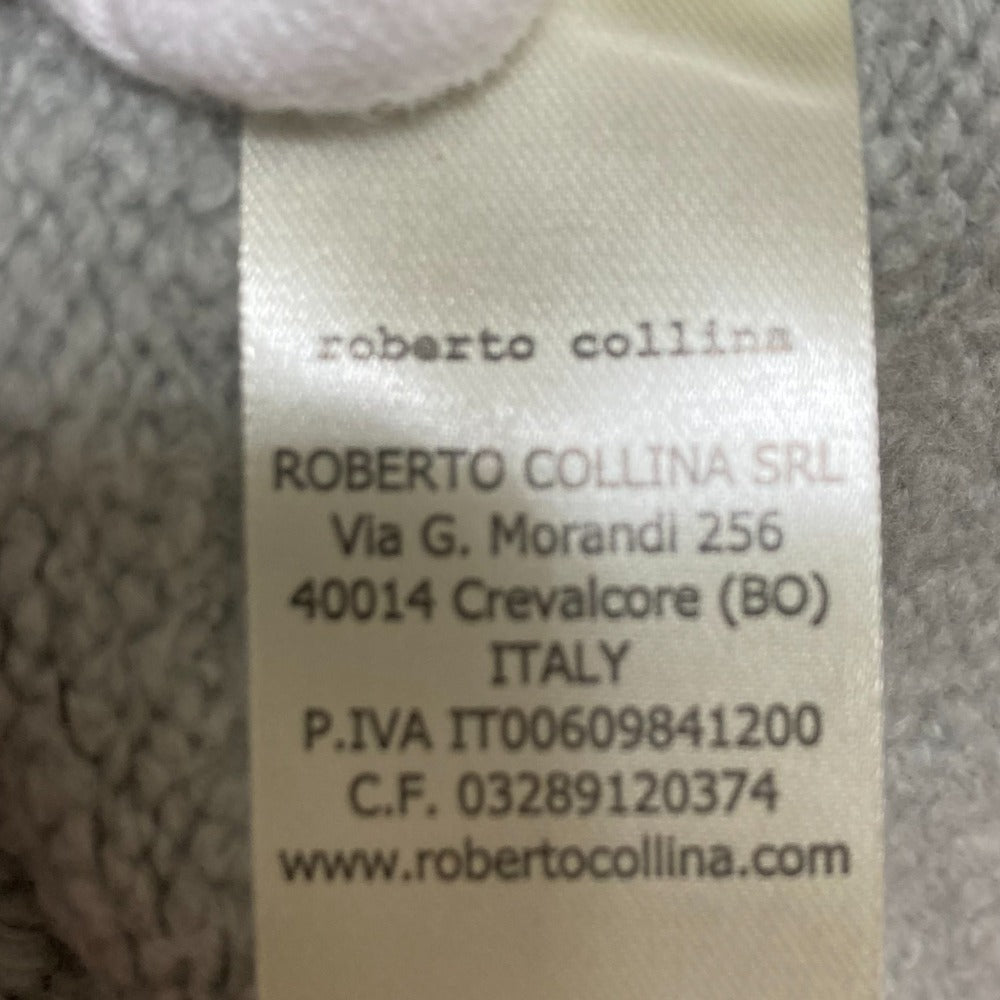 roberto collina
ROBERTO COLLINA SRL
Via G. Morandi 256
40014 Crevalcore (BO)
ITALY
P.IVA IT00609841200
C.F. 03289120374
www.robertocollina.com